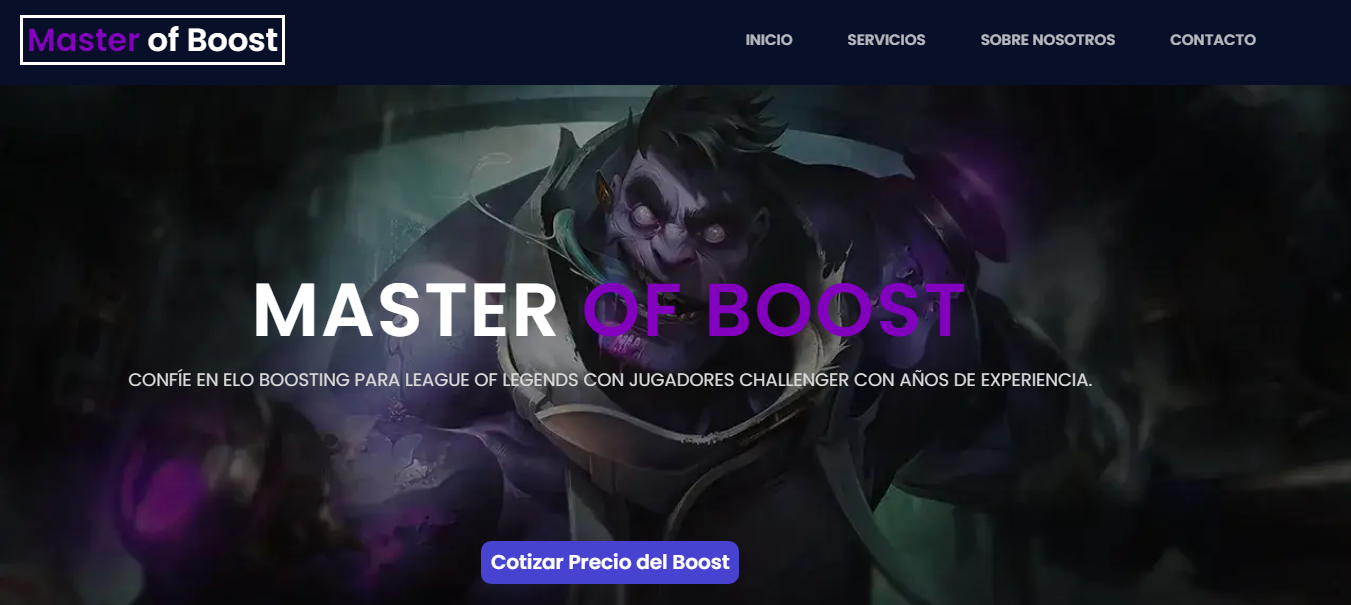 Master of Boost
INICIO
SERVICIOS
SOBRE NOSOTROS
CONTACTO
MASTER OF BOOST
CONFÍE EN ELO BOOSTING PARA LEAGUE OF LEGENDS CON JUGADORES CHALLENGER CON AÑOS DE EXPERIENCIA.
Cotizar Precio del Boost